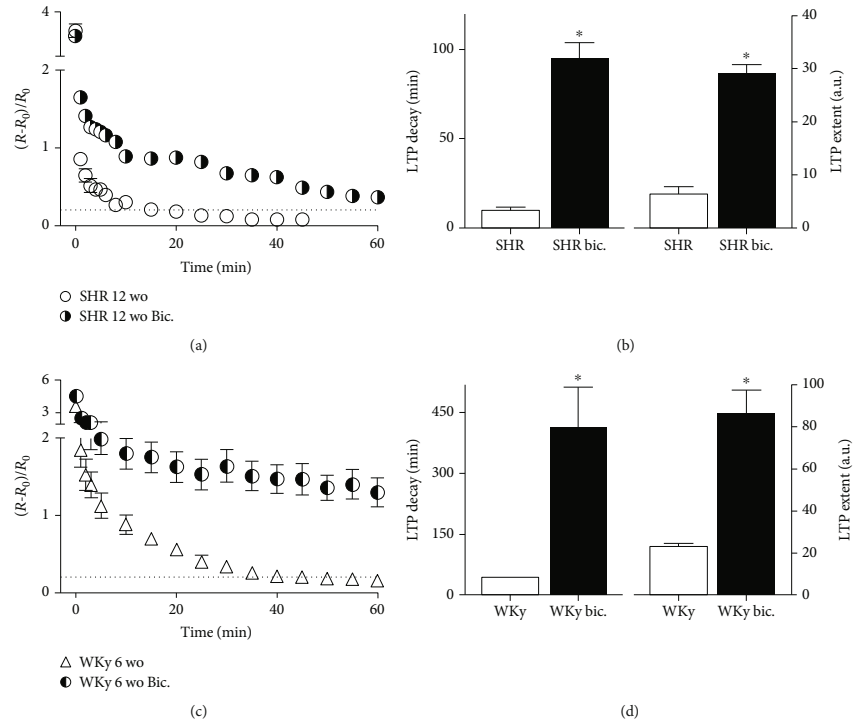 4
2
1
0
(R-R0)/R0
0
20
40
60
Time (min)
SHR 12 wo
SHR 12 wo Bic.
(a)
100
50
0
LTP decay (min)
*
*
40
30
20
10
0
LTP extent (a.u.)
SHR
SHR bic.
SHR
SHR bic.
(b)
6
3
2
1
0
(R-R0)/R0
0
20
40
60
Time (min)
WKy 6 wo
WKy 6 wo Bic.
(c)
450
300
150
0
LTP decay (min)
*
*
100
80
60
40
20
0
LTP extent (a.u.)
WKy
WKy bic.
WKy
WKy bic.
(d)